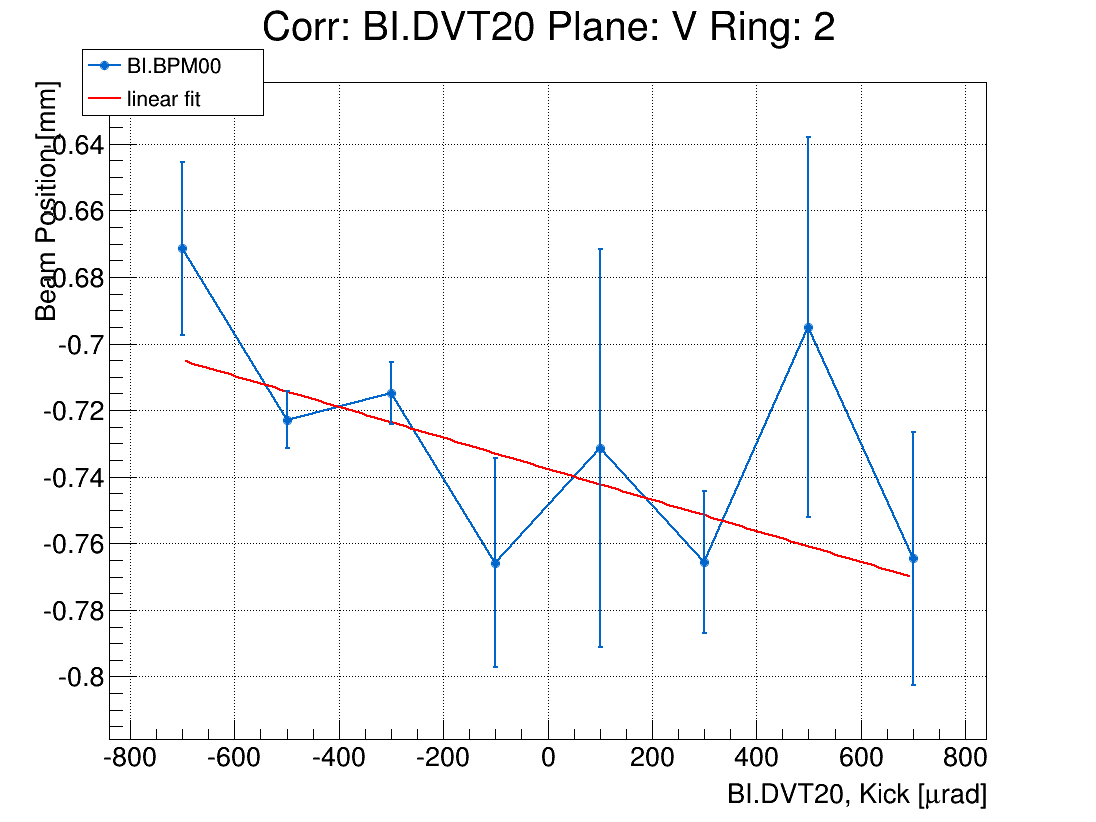 Corr: BI.DVT20 Plane: V Ring: 2
BI.BPM00
linear fit
Beam Position [mm]
-0.64
-0.66
-0.68
-0.7
-0.72
-0.74
-0.76
-0.78
-0.8
-800 -600 -400 -200 0 200 400 600 800
BI.DVT20, Kick [μrad]